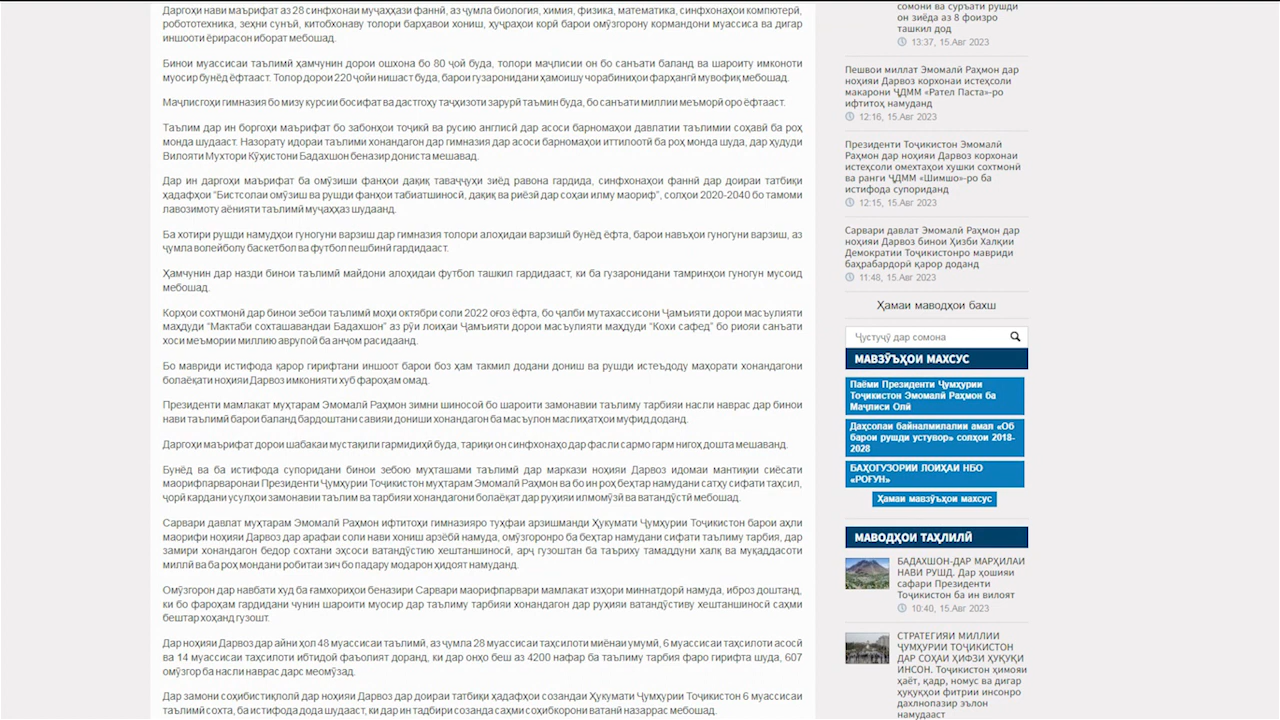 Даргоҳи нави маърифат аз 28 синфхонаи муҷаҳҳази фаннӣ, аз ҷумла биология, химия, физика, математика, синфхонаҳои компютерӣ,
робототехника, зеҳни сунъӣ, китобхонаву толори барҳавои хониш, ҳуҷраҳои корӣ барои омӯзгорону кормандони муассиса ва дигар
иншооти ёрирасон иборат мебошад.
Бинои муассисаи таълимӣ ҳамчунин дорои ошхона бо 80 ҷой буда, толори маҷлисии он бо санъати баланд ва шароиту имконоти
муосир бунёд ёфтааст. Толор дорои 220 ҷойи нишаст буда, барои гузаронидани ҳамоишу чорабиниҳои фарҳангӣ мувофиқ мебошад.
Маҷлисгоҳи гимназия бо мизу курсии босифат ва дастгоҳу таҷҳизоти зарурӣ таъмин буда, бо санъати миллии меъморӣ оро ёфтааст.
Таълим дар ин боргоҳи маърифат бо забонҳои тоҷикӣ ва русию англисӣ дар асоси барномаҳои давлатии таълимии соҳавӣ ба роҳ
монда шудааст. Назорату идораи таълими хонандагон дар гимназия дар асоси барномаҳои иттилоотӣ ба роҳ монда шуда, дар ҳудуди
Вилояти Мухтори Кӯҳистони Бадахшон беназир дониста мешавад.
Дар ин даргоҳи маърифат ба омӯзиши фанҳои дақиқ таваҷҷуҳи зиёд равона гардида, синфхонаҳои фаннӣ дар доираи татбиқи
ҳадафҳои “Бистсолаи омӯзиш ва рушди фанҳои табиатшиносӣ, дақиқ ва риёзӣ дар соҳаи илму маориф”, солҳои 2020-2040 бо тамоми
лавозимоту аёнияти таълимӣ муҷаҳҳаз шудаанд.
Ба хотири рушди намудҳои гуногуни варзиш дар гимназия толори алоҳидаи варзишӣ бунёд ёфта, барои навъҳои гуногуни варзиш, аз
ҷумла волейболу баскетбол ва футбол пешбинӣ гардидааст.
Ҳамчунин дар назди бинои таълимӣ майдони алоҳидаи футбол ташкил гардидааст, ки ба гузаронидани тамринҳои гуногун мусоид
мебошад.
Корҳои сохтмонӣ дар бинои зебои таълимӣ моҳи октябри соли 2022 оғоз ёфта, бо ҷалби мутахассисони Ҷамъияти дорои масъулияти
маҳдуди “Мактаби сохташавандаи Бадахшон” аз рӯи лоиҳаи Ҷамъияти дорои масъулияти маҳдуди “Кохи сафед” бо риояи санъати
хоси меъмории миллию аврупоӣ ба анҷом расидаанд.
Бо мавриди истифода қарор гирифтани иншоот барои боз ҳам такмил додани дониш ва рушди истеъдоду маҳорати хонандагони
болаёқати ноҳияи Дарвоз имконияти хуб фароҳам омад.
Президенти мамлакат муҳтарам Эмомалӣ Раҳмон зимни шиносоӣ бо шароити замонавии таълиму тарбияи насли наврас дар бинои
нави таълимӣ барои баланд бардоштани савияи дониши хонандагон ба масъулон маслиҳатҳои муфид доданд.
Даргоҳи маърифат дорои шабакаи мустақили гармидиҳӣ буда, тариқи он синфхонаҳо дар фасли сармо гарм нигоҳ дошта мешаванд.
Бунёд ва ба истифода супоридани бинои зебою муҳташами таълимӣ дар маркази ноҳияи Дарвоз идомаи мантиқии сиёсати
маорифпарваронаи Президенти Ҷумҳурии Тоҷикистон муҳтарам Эмомалӣ Раҳмон ва бо ин роҳ беҳтар намудани сатҳу сифати таҳсил,
ҷорӣ кардани усулҳои замонавии таълим ва тарбияи хонандагони болаёқат дар руҳияи илмомӯзӣ ва ватандӯстӣ мебошад.
Сарвари давлат муҳтарам Эмомалӣ Раҳмон ифтитоҳи гимназияро туҳфаи арзишманди Ҳукумати Ҷумҳурии Тоҷикистон барои аҳли
маорифи ноҳияи Дарвоз дар арафаи соли нави хониш арзёбӣ намуда, омӯзгоронро ба беҳтар намудани сифати таълиму тарбия, дар
замири хонандагон бедор сохтани эҳсоси ватандӯстию хештаншиносӣ, арҷ гузоштан ба таъриху тамаддуни халқ ва муқаддасоти
миллӣ ва ба роҳ мондани робитаи зич бо падару модарон ҳидоят намуданд.
Омӯзгорон дар навбати худ ба ғамхориҳои беназири Сарвари маорифпарвари мамлакат изҳори миннатдорӣ намуда, иброз доштанд,
ки бо фароҳам гардидани чунин шароити муосир дар таълиму тарбияи хонандагон дар руҳияи ватандӯстиву хештаншиносӣ саҳми
бештар хоҳанд гузошт.
Дар ноҳияи Дарвоз дар айни ҳол 48 муассисаи таълимӣ, аз ҷумла 28 муассисаи таҳсилоти миёнаи умумӣ, 6 муассисаи таҳсилоти асосӣ
ва 14 муассисаи таҳсилоти ибтидоӣ фаъолият доранд, ки дар онҳо беш аз 4200 нафар ба таълиму тарбия фаро гирифта шуда, 607
омӯзгор ба насли наврас дарс меомӯзад.
Дар замони соҳибистиқлолӣ дар ноҳияи Дарвоз дар доираи татбиқи ҳадафҳои созандаи Ҳукумати Ҷумҳурии Тоҷикистон 6 муассисаи
таълимӣ сохта, ба истифода дода шудааст, ки дар ин тадбири созанда саҳми соҳибкорони ватанӣ назаррас мебошад.
сомонӣ ва суръати рушди
он зиёда аз 8 фоизро
ташкил дод
13:37, 15.Авг 2023
Пешвои миллат Эмомалӣ Раҳмон дар
ноҳияи Дарвоз корхонаи истеҳсоли
макарони ҶДММ «Рател Паста»-ро
ифтитоҳ намуданд
12:16, 15.Авг 2023
Президенти Тоҷикистон Эмомалӣ
Раҳмон дар ноҳияи Дарвоз корхонаи
истеҳсоли омехтаҳои хушки сохтмонӣ
ва ранги ҶДММ «Шимшо»-ро ба
истифода супориданд
12:15, 15.Авг 2023
Сарвари давлат Эмомалӣ Раҳмон дар
ноҳияи Дарвоз бинои Ҳизби Халқии
Демократии Тоҷикистонро мавриди
баҳрабардорӣ қарор доданд
11:48, 15.Авг 2023
Ҳамаи маводҳои бахш
Ҷустуҷӯ дар сомона
МАВЗӮЪҲОИ МАХСУС
Паёми Президенти Ҷумҳурии
Тоҷикистон Эмомалӣ Раҳмон ба
Маҷлиси Олӣ
Даҳсолаи байналмилалии амал «Об
барои рушди устувор» солҳои 2018-
2028
БАҲОГУЗОРИИ ЛОИҲАИ НБО
«РОҒУН»
Ҳамаи мавзӯъҳои махсус
МАВОДҲОИ ТАҲЛИЛӢ
БАДАХШОН-ДАР МАРҲИЛАИ
НАВИ РУШД. Дар ҳошияи
сафари Президенти
Тоҷикистон ба ин вилоят
10:40, 15.Авг 2023
СТРАТЕГИЯИ МИЛЛИИ
ҶУМҲУРИИ ТОҶИКИСТОН
ДАР СОҲАИ ҲИФЗИ ҲУҚУҚИ
ИНСОН. Тоҷикистон ҳимояи
ҳаёт, қадр, номус ва дигар
ҳуқуқҳои фитрии инсонро
дахлнопазир эълон
намудааст